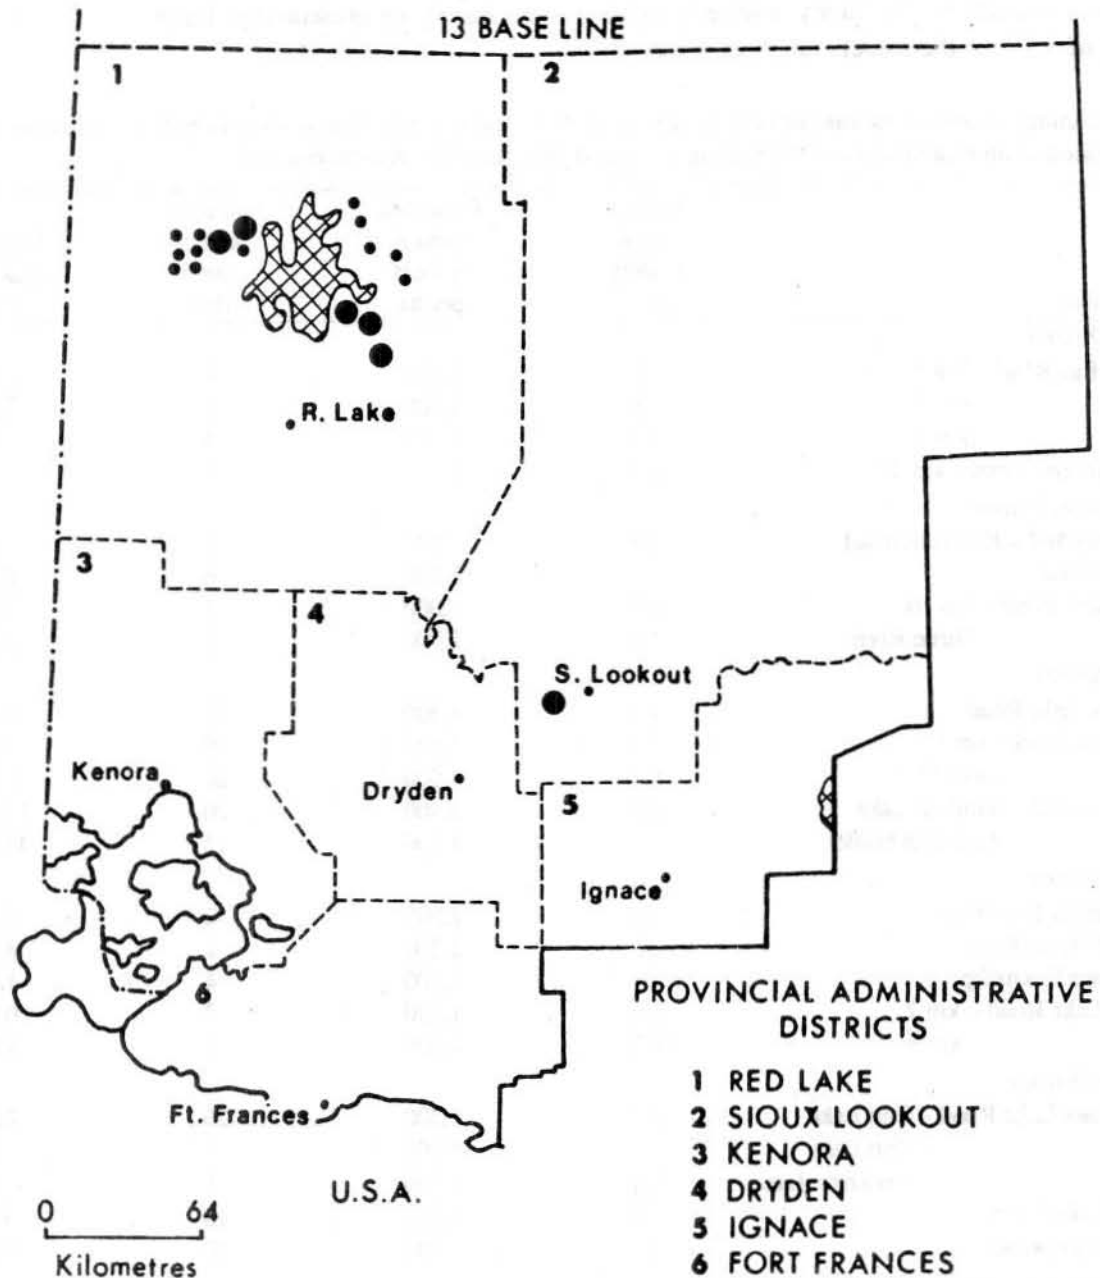 13 BASE LINE
1
2
R. Lake
3
4
S. Lookout
Kenora
Dryden
5
Ignace
6
PROVINCIAL ADMINISTRATIVE
DISTRICTS
1 RED LAKE
2 SIOUX LOOKOUT
3 KENORA
4 DRYDEN
5 IGNACE
6 FORT FRANCES
Ft. Frances
U.S.A.
0 64
Kilometres